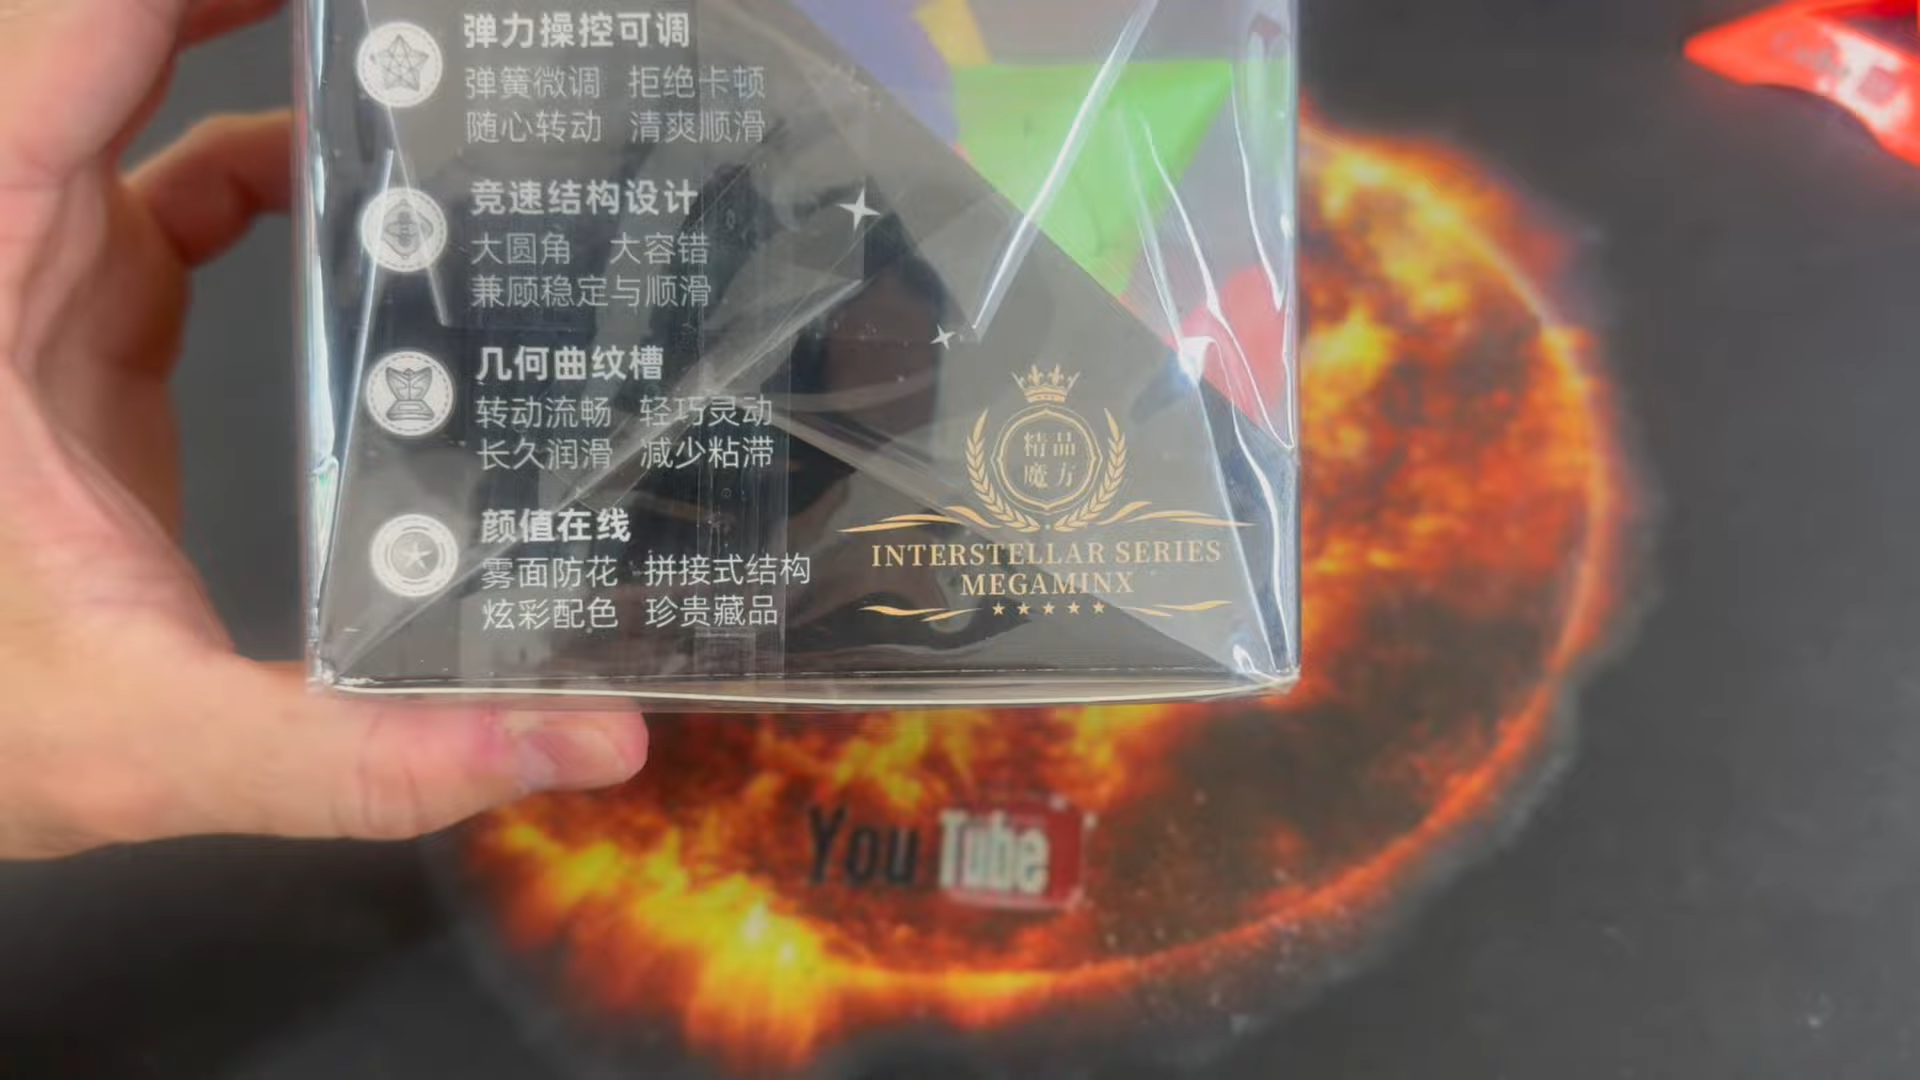 弹力操控可调
弹簧微调 拒绝卡顿
随心转动 清爽顺滑
竞速结构设计
大圆角 大容错
兼顾稳定与顺滑
几何曲纹槽
转动流畅 轻巧灵动
长久润滑 减少粘滞
颜值在线
雾面防花 拼接式结构
炫彩配色 珍贵藏品
精品
魔方
INTERSTELLAR SERIES
MEGAMINX
You Tube